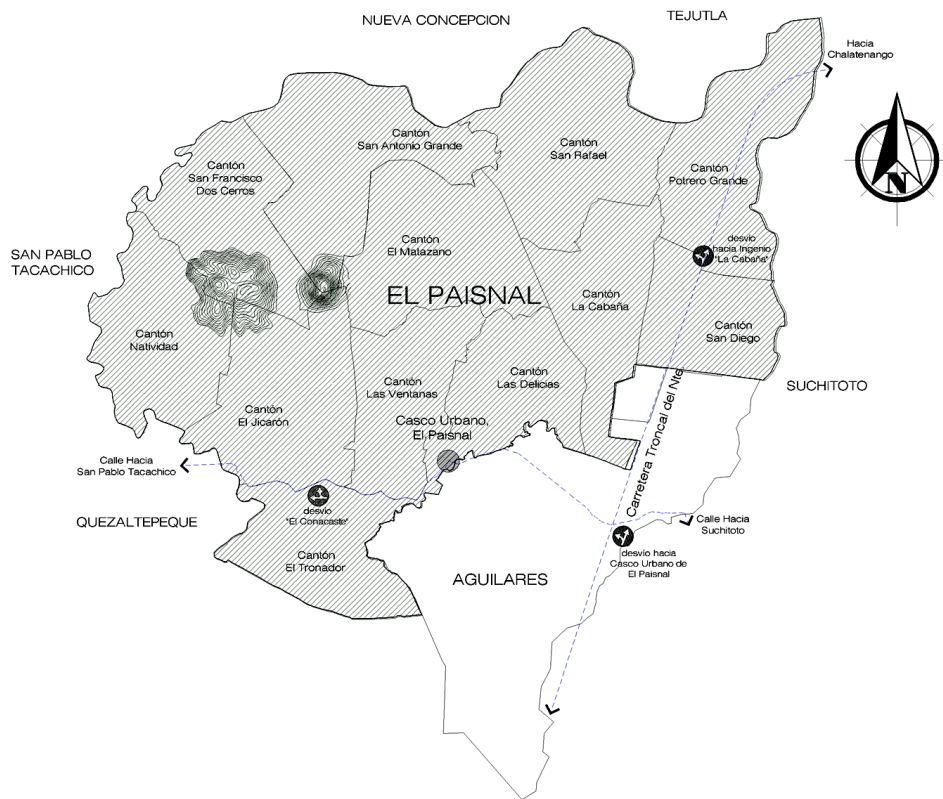 NUEVA CONCEPCION
TEJUTLA
Hacia
Chalatenango
Cantón
San Antonio Grande
Cantón
San Rafael
Cantón
San Francisco
Dos Cerros
Cantón
Potrero Grande
N
SAN PABLO
TACACHICO
Cantón
El Matazano
desvío
hacia Ingenio
"La Cabaña"
EL PAISNAL
Cantón
La Cabaña
Cantón
Natividad
Cantón
San Diego
Cantón
Las Ventanas
Cantón
Las Delicias
SUCHITOTO
Cantón
El Jicarón
Casco Urbano,
El Paisnal
Carretera Troncal del Nte
Calle Hacia
San Pablo Tacachico
desvío
"El Conacaste"
QUEZALTEPEQUE
Calle Hacia
Suchitoto
Cantón
El Tronador
desvío hacia
Casco Urbano de
El Paisnal
AGUILARES